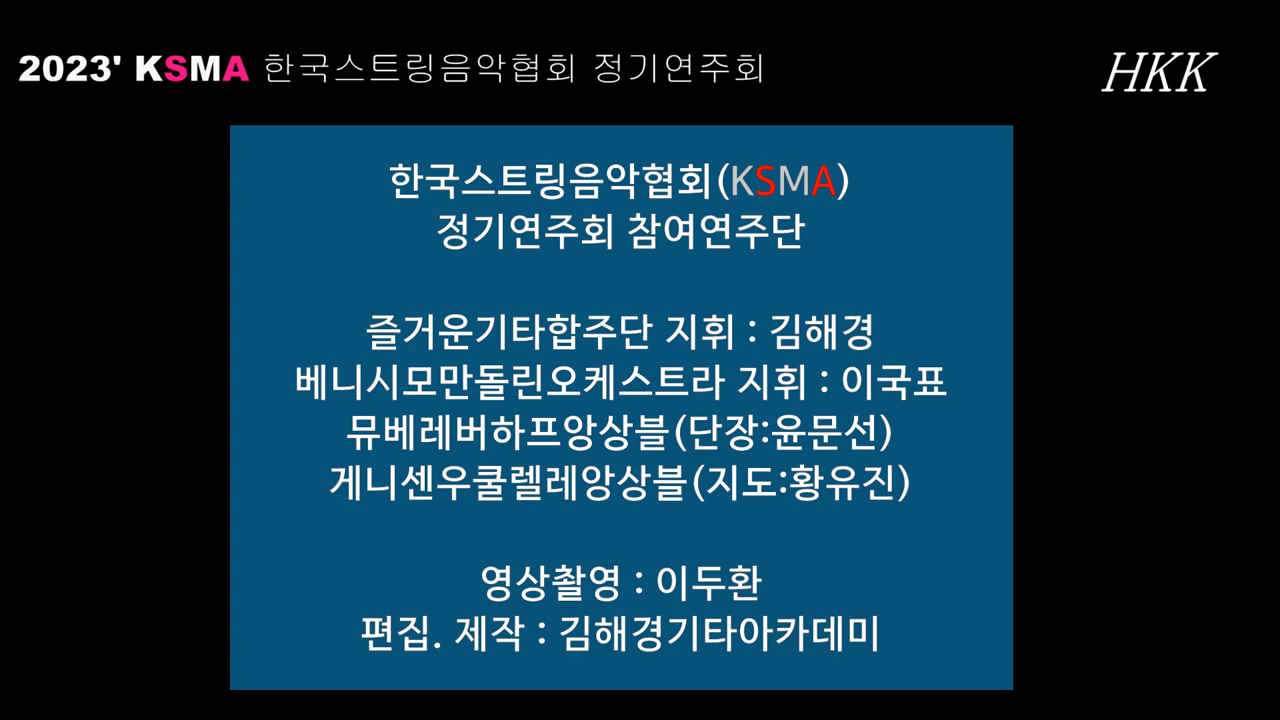 2023' KSMA 한국스트링음악협회 정기연주회
HKK
한국스트링음악협회(KSMA)
정기연주회 참여연주단
즐거운기타합주단 지휘 : 김해경
베니시모만돌린오케스트라 지휘 : 이국표
뮤베레버하프앙상블(단장:윤문선)
게니센우쿨렐레앙상블(지도:황유진)
영상촬영 : 이두환
편집. 제작 : 김해경기타아카데미